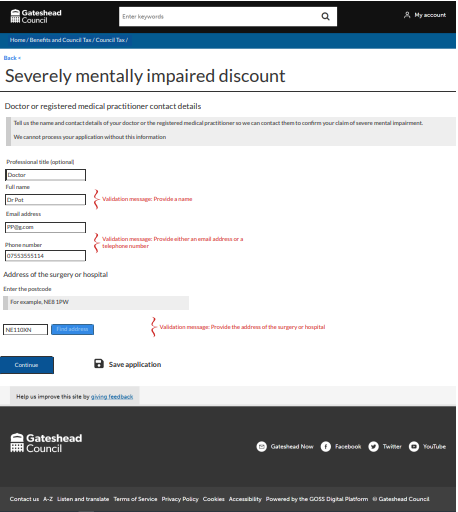 Gateshead
Council
Enter keywords
My account
Home / Benefits and Council Tax / Council Tax /
Back »
Severely mentally impaired discount
Doctor or registered medical practitioner contact details
Tell us the name and contact details of your doctor or the registered medical practitioner so we can contact them to confirm your claim of severe mental impairment.
We cannot process your application without this information
Professional title (optional)
Doctor
Full name
Dr Pot
Validation message: Provide a name
Email address
PP@g.com
Validation message: Provide either an email address or a
telephone number
Phone number
07553555114
Address of the surgery or hospital
Enter the postcode
For example, NE8 1PW
NE110XN
Find address
Validation message: Provide the address of the surgery or hospital
Continue
Save application
Help us improve this site by giving feedback
Gateshead
Council
Gateshead Now
Facebook
Twitter
YouTube
Contact us A-Z Listen and translate Terms of Service Privacy Policy Cookies Accessibility Powered by the GOSS Digital Platform © Gateshead Council